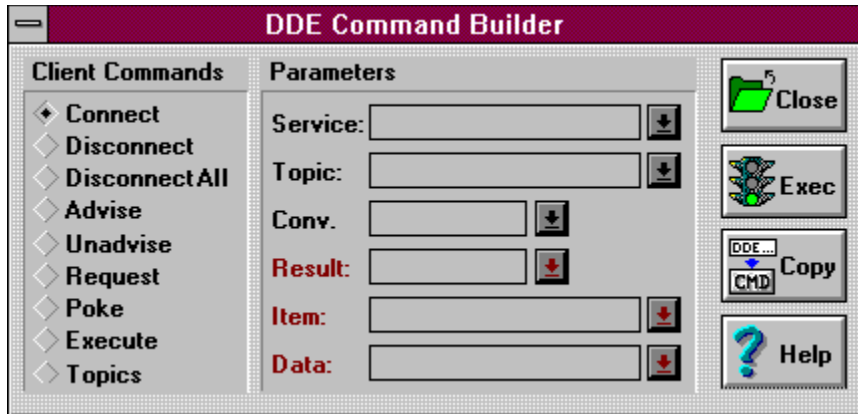 DDE Command Builder
Client Commands
Connect
Disconnect
DisconnectAll
Advise
Unadvise
Request
Poke
Execute
Topics
Parameters
Service:
Topic:
Conv.
Result:
Item:
Data:
Close
Exec
DDE...
CMD
Copy
Help